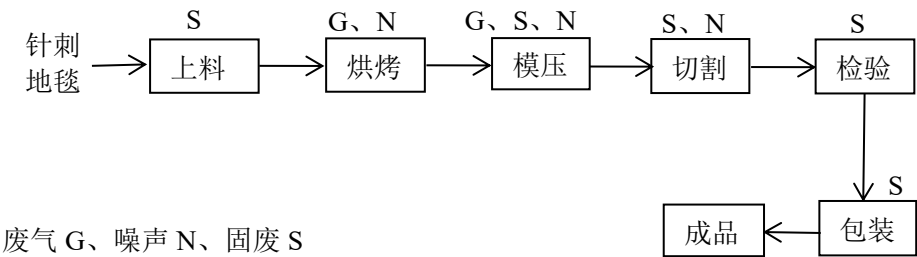 S
G、N
G、S、N
S、N
S
针刺
地毯
上料
烘烤
模压
切割
检验
S
成品
包装
废气 G、噪声 N、固废 S